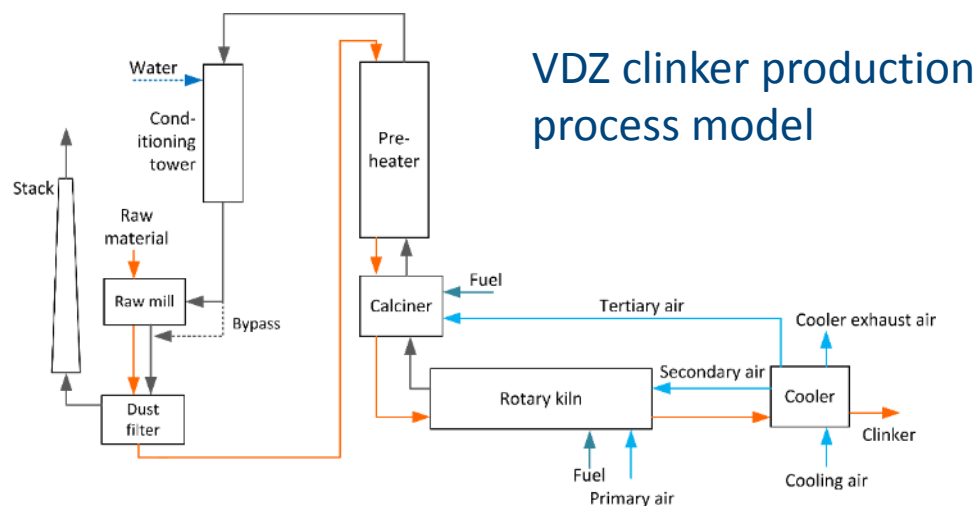 VDZ clinker production
process model
Water
Cond-
itioning
tower
Pre-
heater
Stack
Raw
material
Raw mill
Bypass
Calciner
Fuel
Tertiary air
Cooler exhaust air
Secondary air
Rotary kiln
Cooler
Dust
filter
Clinker
Fuel
Primary air
Cooling air